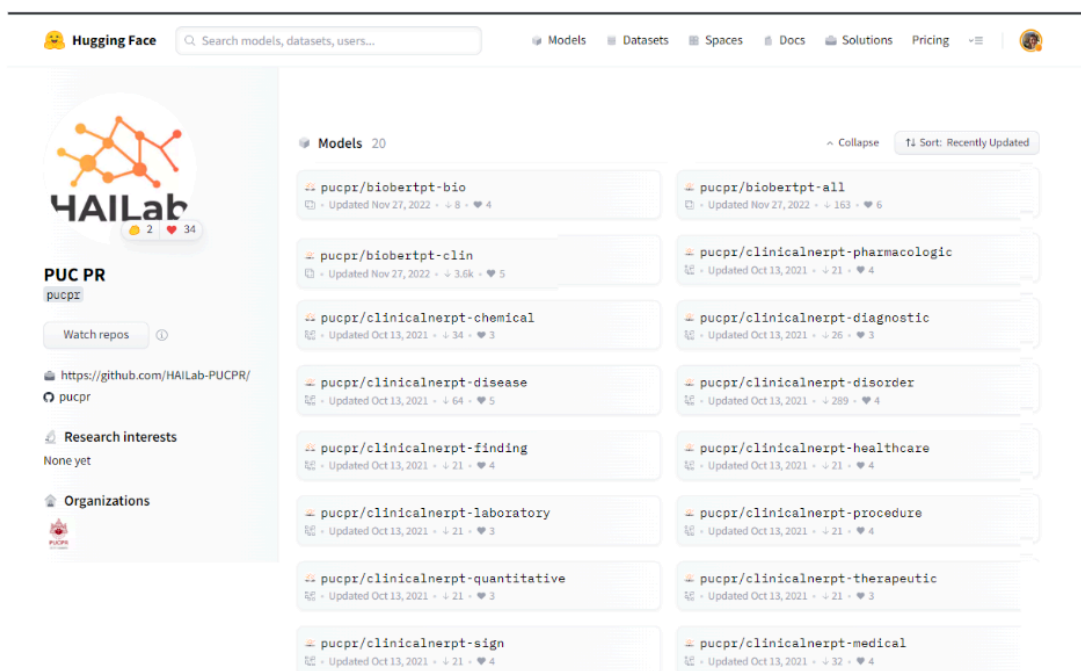 Hugging Face
Search models, datasets, users...
Models
Datasets
Spaces
Docs
Solutions
Pricing
HAILab
2
34
PUC PR
pucpr
Watch repos
https://github.com/HAILab-PUCPR/
pucpr
Research interests
None yet
Organizations
PUCPR
Models 20
Collapse
Sort: Recently Updated
pucpr/biobertpt-bio
Updated Nov 27, 2022 • ↓ 8 • ♥ 4
pucpr/biobertpt-all
Updated Nov 27, 2022 • ↓ 163 • ♥ 6
pucpr/biobertpt-clin
Updated Nov 27, 2022 • ↓ 3.6k • ♥ 5
pucpr/clinicalnerpt-pharmacologic
Updated Oct 13, 2021 • ↓ 21 • ♥ 4
pucpr/clinicalnerpt-chemical
Updated Oct 13, 2021 • ↓ 34 • ♥ 3
pucpr/clinicalnerpt-diagnostic
Updated Oct 13, 2021 • ↓ 26 • ♥ 3
pucpr/clinicalnerpt-disease
Updated Oct 13, 2021 • ↓ 64 • ♥ 5
pucpr/clinicalnerpt-disorder
Updated Oct 13, 2021 • ↓ 289 • ♥ 4
pucpr/clinicalnerpt-finding
Updated Oct 13, 2021 • ↓ 21 • ♥ 4
pucpr/clinicalnerpt-healthcare
Updated Oct 13, 2021 • ↓ 21 • ♥ 4
pucpr/clinicalnerpt-laboratory
Updated Oct 13, 2021 • ↓ 21 • ♥ 3
pucpr/clinicalnerpt-procedure
Updated Oct 13, 2021 • ↓ 21 • ♥ 4
pucpr/clinicalnerpt-quantitative
Updated Oct 13, 2021 • ↓ 21 • ♥ 3
pucpr/clinicalnerpt-therapeutic
Updated Oct 13, 2021 • ↓ 21 • ♥ 3
pucpr/clinicalnerpt-sign
Updated Oct 13, 2021 • ↓ 21 • ♥ 4
pucpr/clinicalnerpt-medical
Updated Oct 13, 2021 • ↓ 32 • ♥ 4